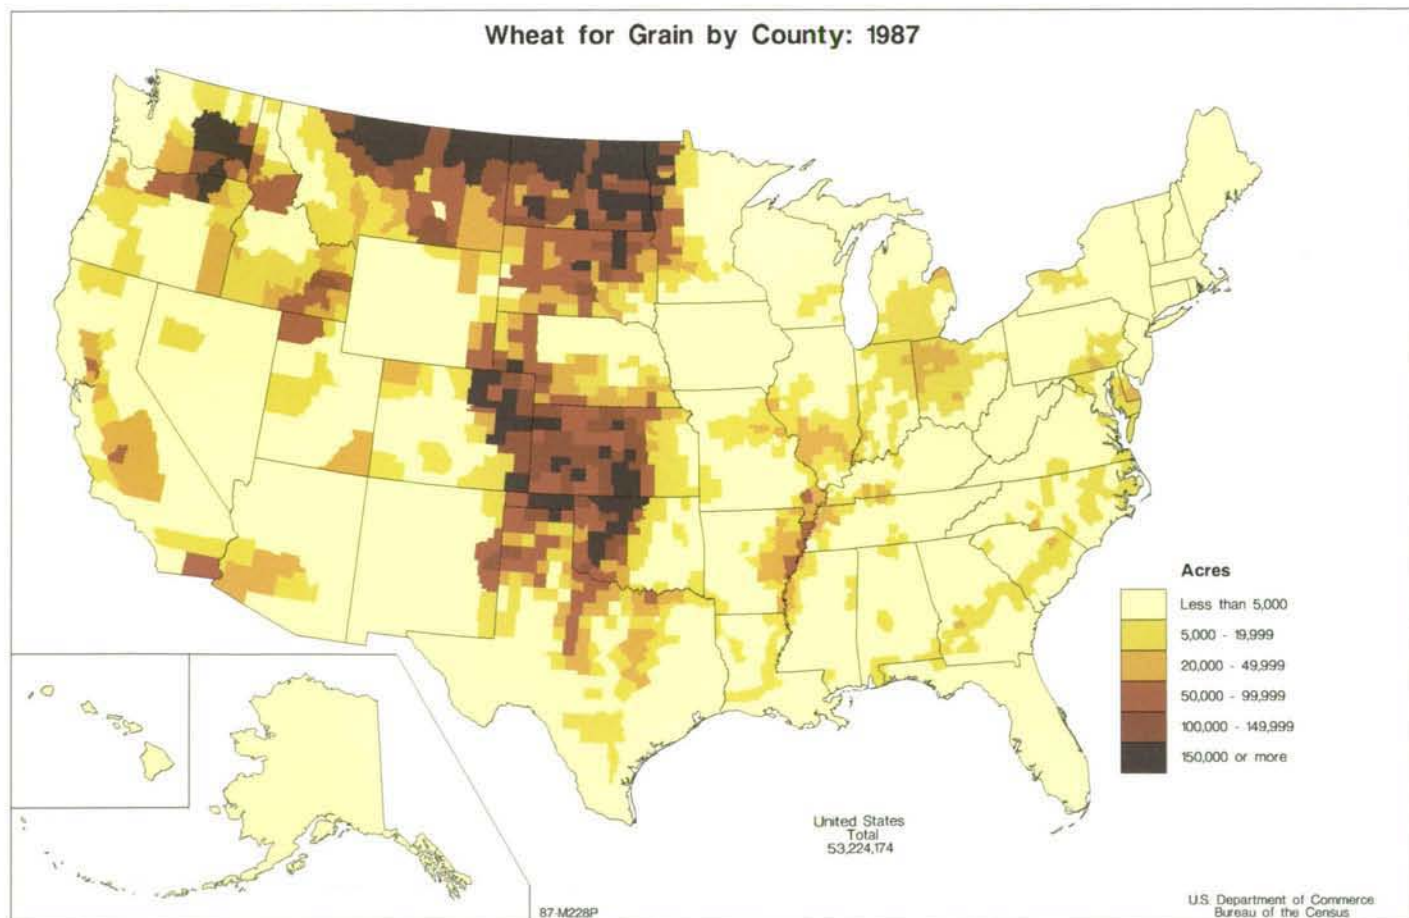 Wheat for Grain by County: 1987
Acres
Less than 5,000
5,000 - 19,999
20,000 - 49,999
50,000 - 99,999
100,000 - 149,999
150,000 or more
United States
Total
53,224,174
87-M228P
U.S. Department of Commerce
Bureau of the Census